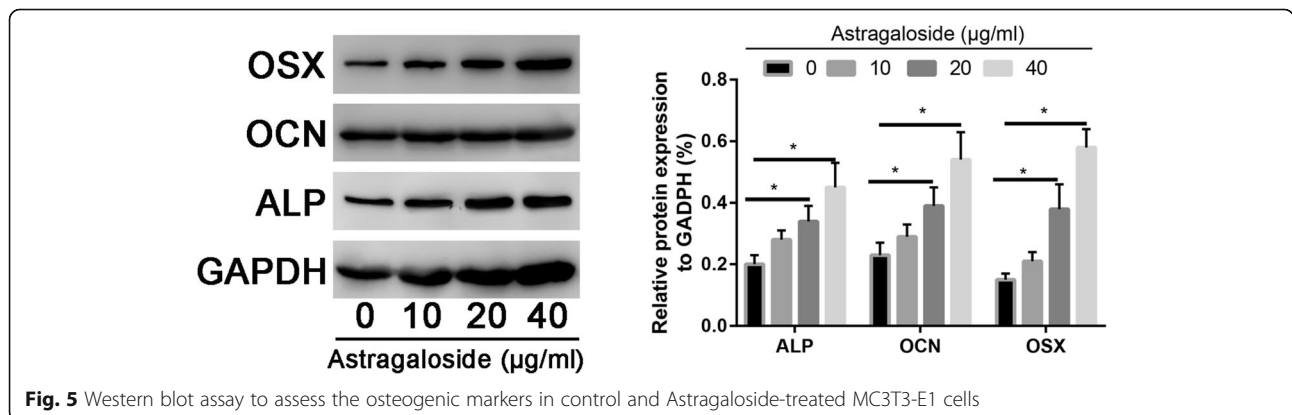 OSX
OCN
ALP
GAPDH
0 10 20 40
Astragaloside (µg/ml)
Astragaloside (µg/ml)
0 10 20 40
Relative protein expression
to GADPH (%)
0.8
0.6
0.4
0.2
0.0
* * * * * *
ALP OCN OSX
Fig. 5 Western blot assay to assess the osteogenic markers in control and Astragaloside-treated MC3T3-E1 cells